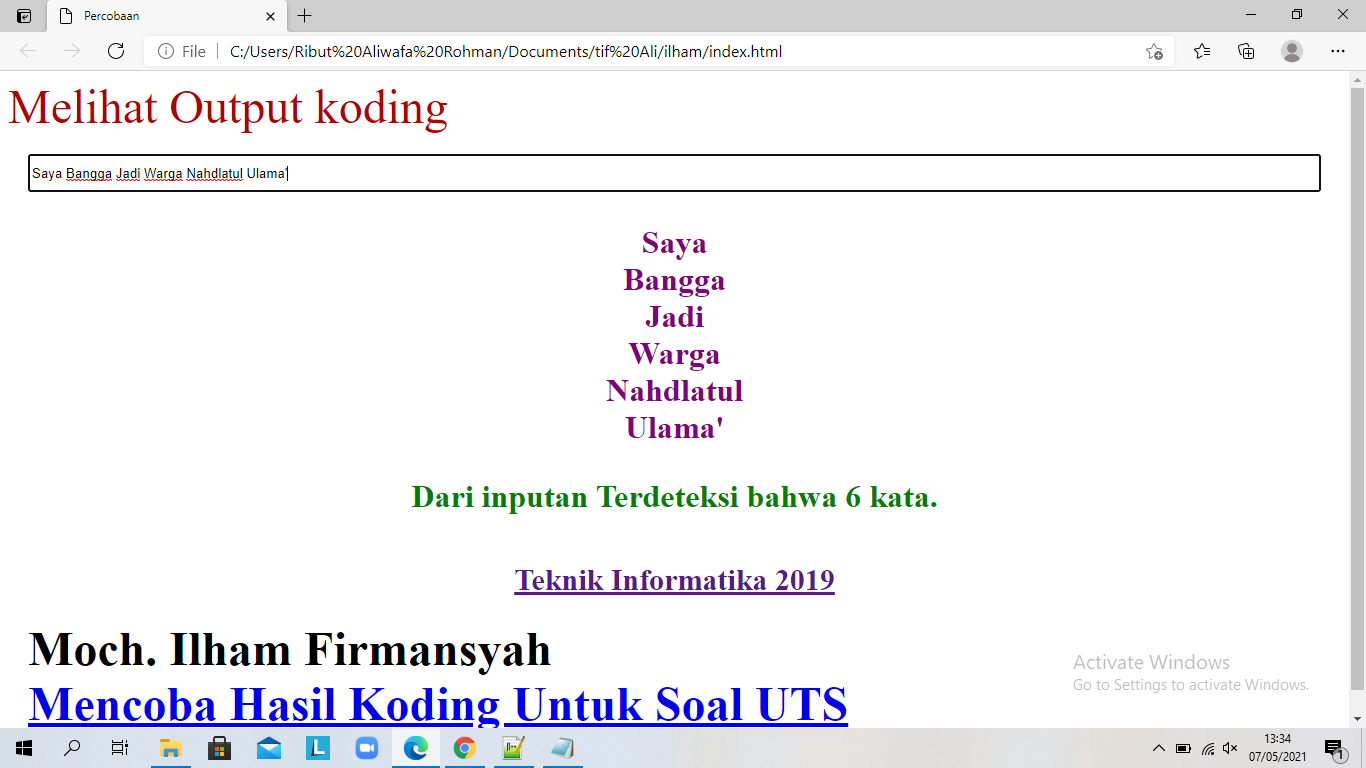 Percobaan
File C:/Users/Ribut%20Aliwafa%20Rohman/Documents/tif%20Ali/ilham/index.html
Melihat Output koding
Saya Bangga Jadi Warga Nahdlatul Ulama'
Saya
Bangga
Jadi
Warga
Nahdlatul
Ulama'
Dari inputan Terdeteksi bahwa 6 kata.
Teknik Informatika 2019
Moch. Ilham Firmansyah
Activate Windows
Go to Settings to activate Windows.
Mencoba Hasil Koding Untuk Soal UTS
13:34
07/05/2021
1